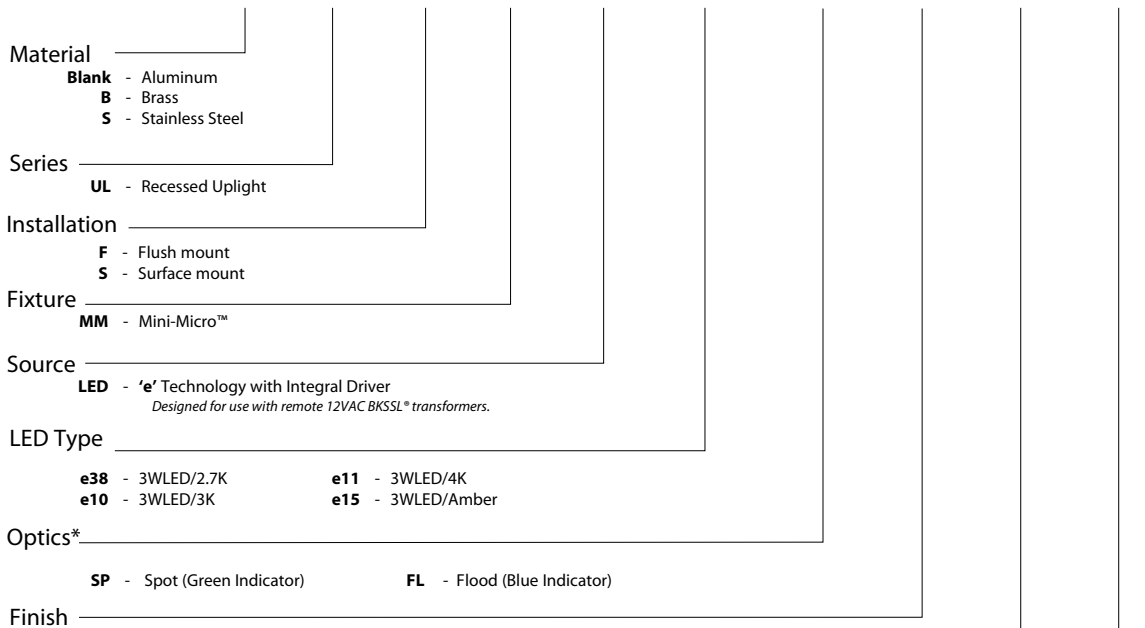 Material
Blank - Aluminum
B - Brass
S - Stainless Steel
Series
UL - Recessed Uplight
Installation
F - Flush mount
S - Surface mount
Fixture
MM - Mini-Micro™
Source
LED - ‘e’ Technology with Integral Driver
Designed for use with remote 12VAC BKSSL® transformers.
LED Type
e38 - 3WLED/2.7K e11 - 3WLED/4K
e10 - 3WLED/3K e15 - 3WLED/Amber
Optics*
SP - Spot (Green Indicator) FL - Flood (Blue Indicator)
Finish